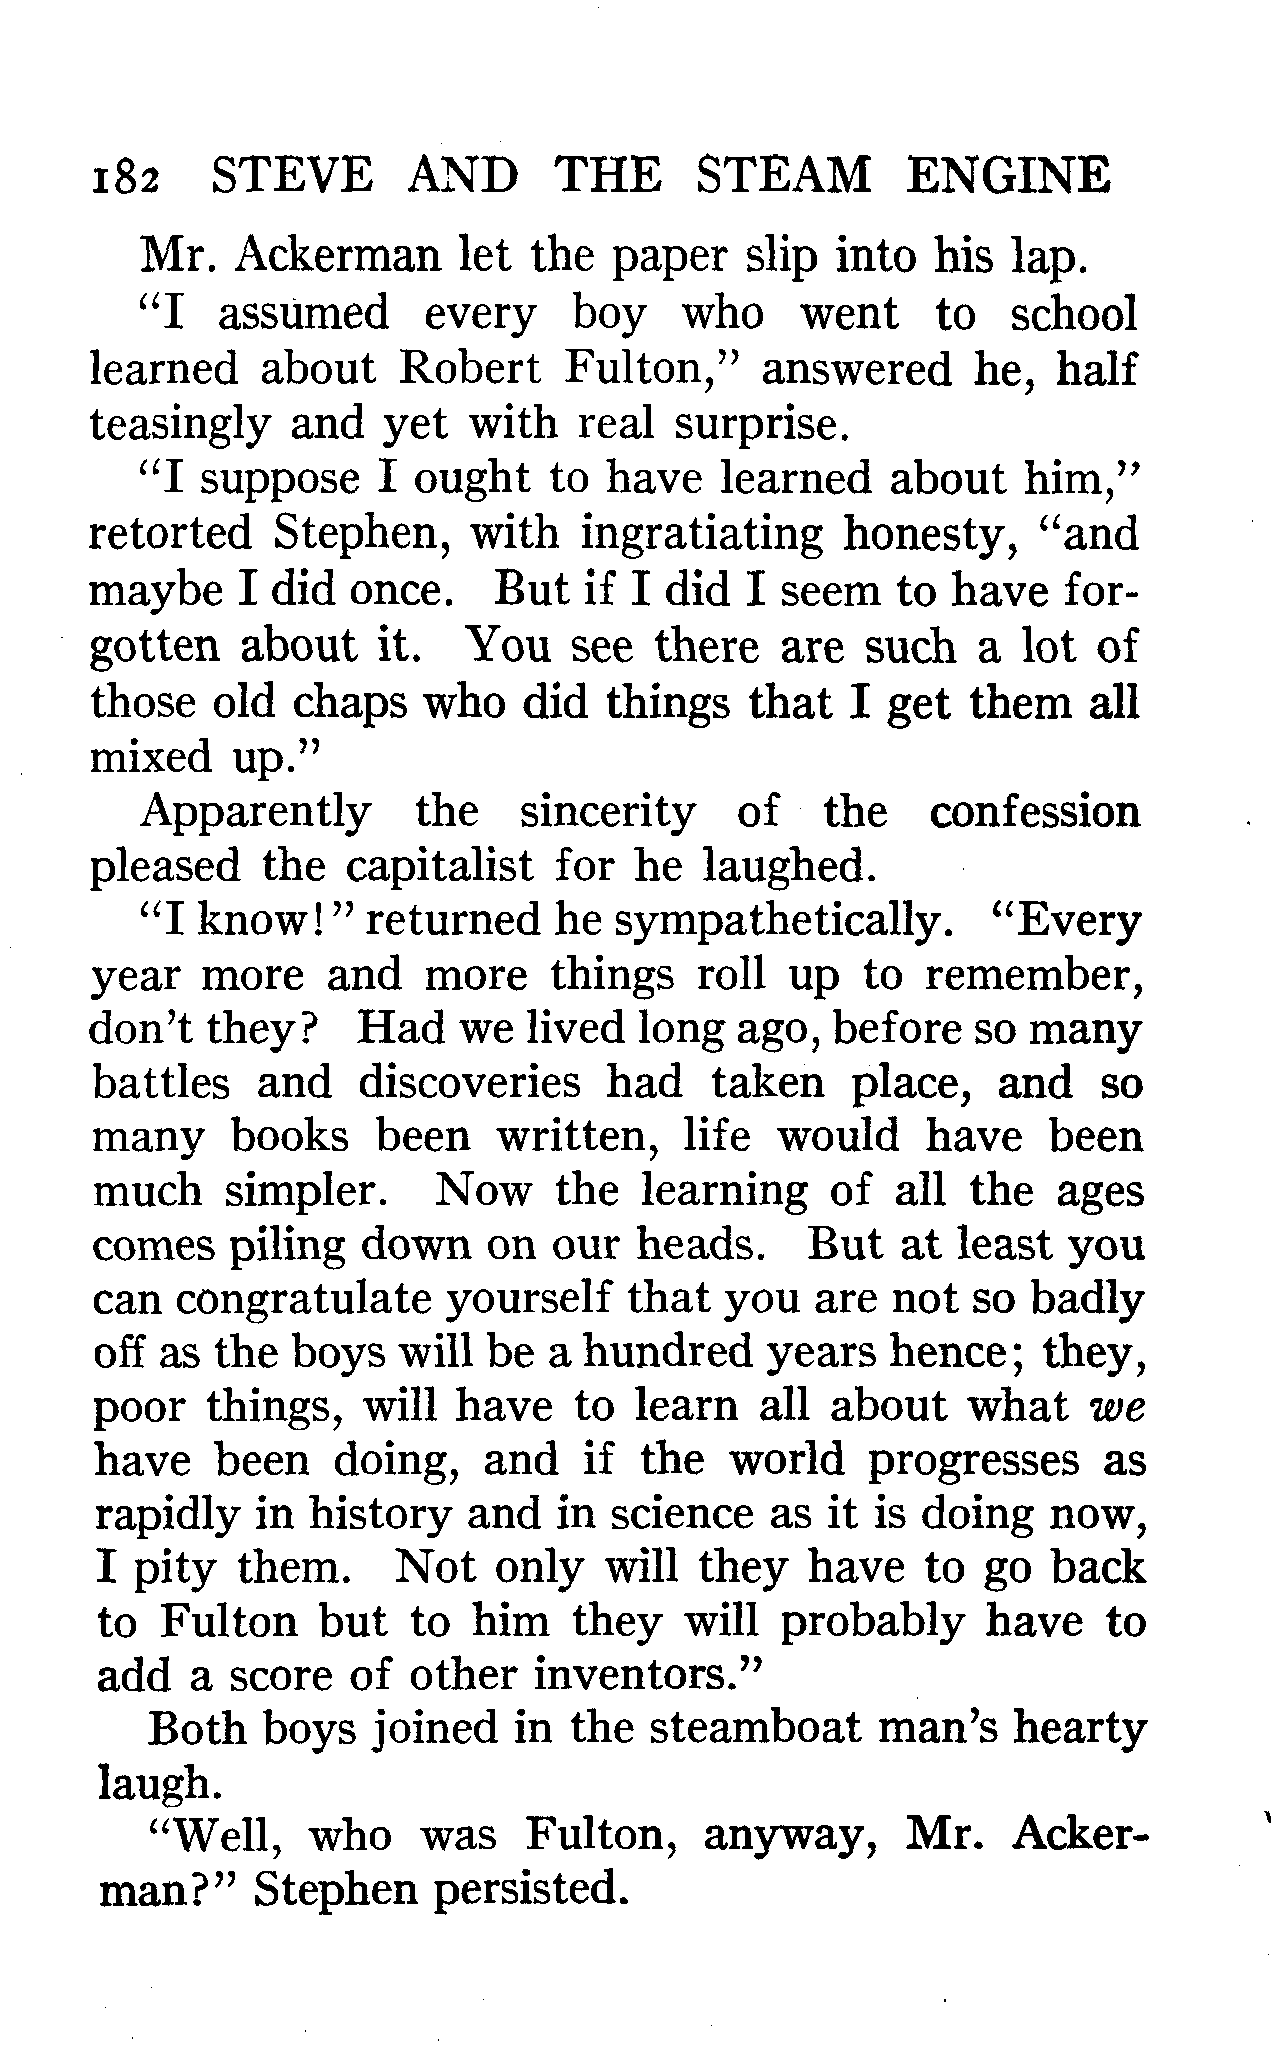 182 STEVE AND THE STEAM ENGINE
Mr. Ackerman let the paper slip into his lap.
“I assumed every boy who went to school
learned about Robert Fulton,” answered he, half
teasingly and yet with real surprise.
“I suppose I ought to have learned about him,”
retorted Stephen, with ingratiating honesty, “and
maybe I did once. But if I did I seem to have for-
gotten about it. You see there are such a lot of
those old chaps who did things that I get them all
mixed up.”
Apparently the sincerity of the confession
pleased the capitalist for he laughed.
“I know!” returned he sympathetically. “Every
year more and more things roll up to remember,
don't they? Had we lived long ago, before so many
battles and discoveries had taken place, and so
many books been written, life would have been
much simpler. Now the learning of all the ages
comes piling down on our heads. But at least you
can congratulate yourself that you are not so badly
off as the boys will be a hundred years hence; they,
poor things, will have to learn all about what we
have been doing, and if the world progresses as
rapidly in history and in science as it is doing now,
I pity them. Not only will they have to go back
to Fulton but to him they will probably have to
add a score of other inventors.”
Both boys joined in the steamboat man's hearty
laugh.
“Well, who was Fulton, anyway, Mr. Acker-
man?” Stephen persisted.